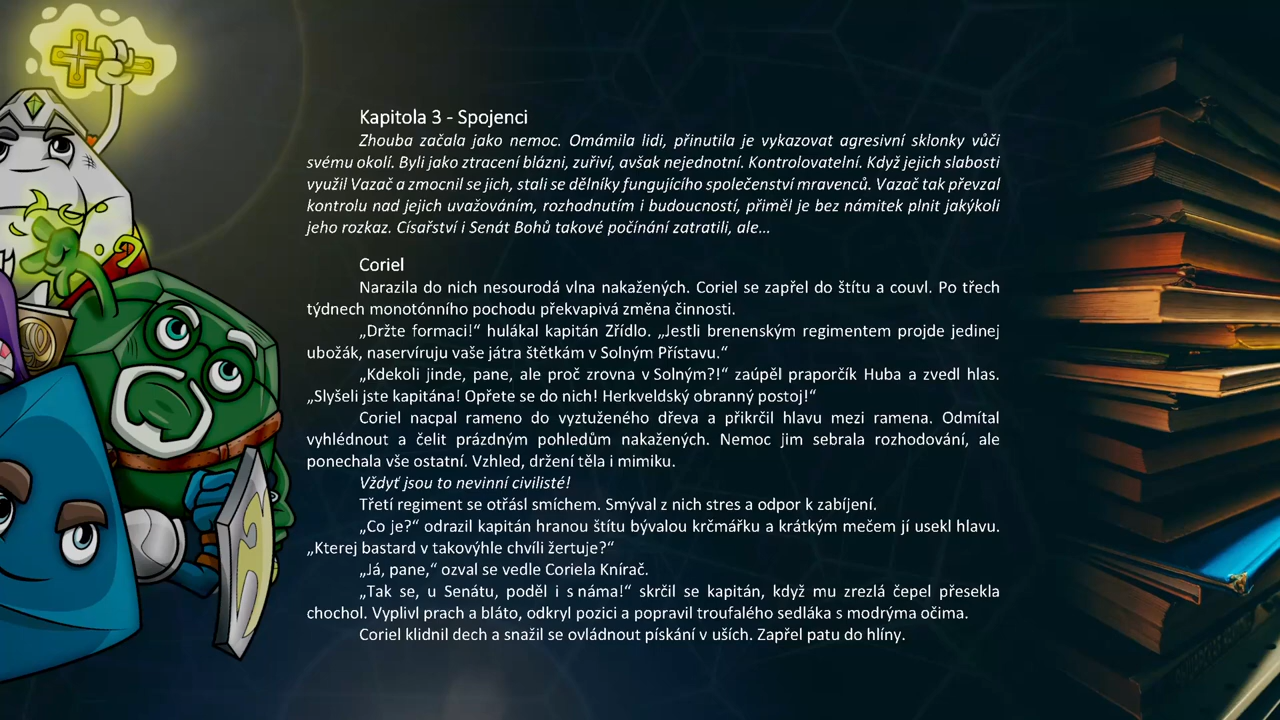 Kapitola 3 - Spojenci
Zhouba začala jako nemoc. Omámila lidi, přinutila je vykazovat agresivní sklonky vůči
svému okolí. Byli jako ztracení blázni, zuřiví, avšak nejednotní. Kontrolovatelní. Když jejich slabosti
využil Vazač a zmocnil se jich, stali se dělníky fungujícího společenství mravenců. Vazač tak převzal
kontrolu nad jejich uvažováním, rozhodnutím i budoucností, přiměl je bez námitek plnit jakýkoli
jeho rozkaz. Císařství i Senát Bohů takové počínání zatratili, ale…
Coriel
Narazila do nich nesourodá vlna nakažených. Coriel se zapřel do štítu a couvl. Po třech
týdnech monotónního pochodu překvapivá změna činnosti.
„Držte formaci!“ hulákal kapitán Zřídlo. „Jestli brenenským regimentem projde jedinej
ubožák, naservíruju vaše játra štětkám v Solným Přístavu.“
„Kdekoli jinde, pane, ale proč zrovna v Solným?!“ zaúpěl praporčík Huba a zvedl hlas.
„Slyšeli jste kapitána! Opřete se do nich! Herkveldský obranný postoj!“
Coriel nacpal rameno do vyztuženého dřeva a přikrčil hlavu mezi ramena. Odmítal
vyhlédnout a čelit prázdným pohledům nakažených. Nemoc jim sebrala rozhodování, ale
ponechala vše ostatní. Vzhled, držení těla i mimiku.
Vždyť jsou to nevinní civilisté!
Třetí regiment se otřásl smíchem. Smýval z nich stres a odpor k zabíjení.
„Co je?“ odrazil kapitán hranou štítu bývalou krčmářku a krátkým mečem jí usekl hlavu.
„Kterej bastard v takovýhle chvíli žertuje?“
„Já, pane,“ ozval se vedle Coriela Knírač.
„Tak se, u Senátu, poděl i s náma!“ skrčil se kapitán, když mu zrezlá čepel přesekla
chochol. Vyplivl prach a bláto, odkryl pozici a popravil troufalého sedláka s modrýma očima.
Coriel klidnil dech a snažil se ovládnout pískání v uších. Zapřel patu do hlíny.